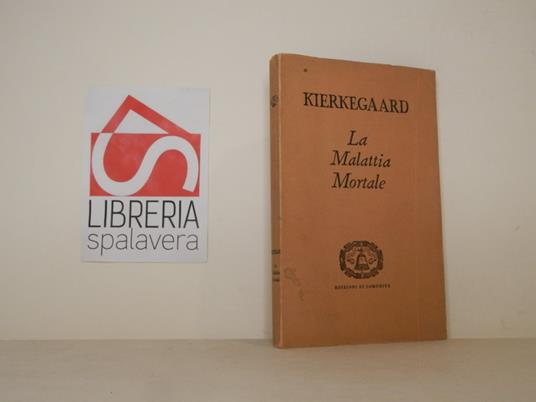 LIBRERIA
spalavera
KIERKEGAARD
La
Malattia
Mortale
EDIZIONI DI COMUNITÀ